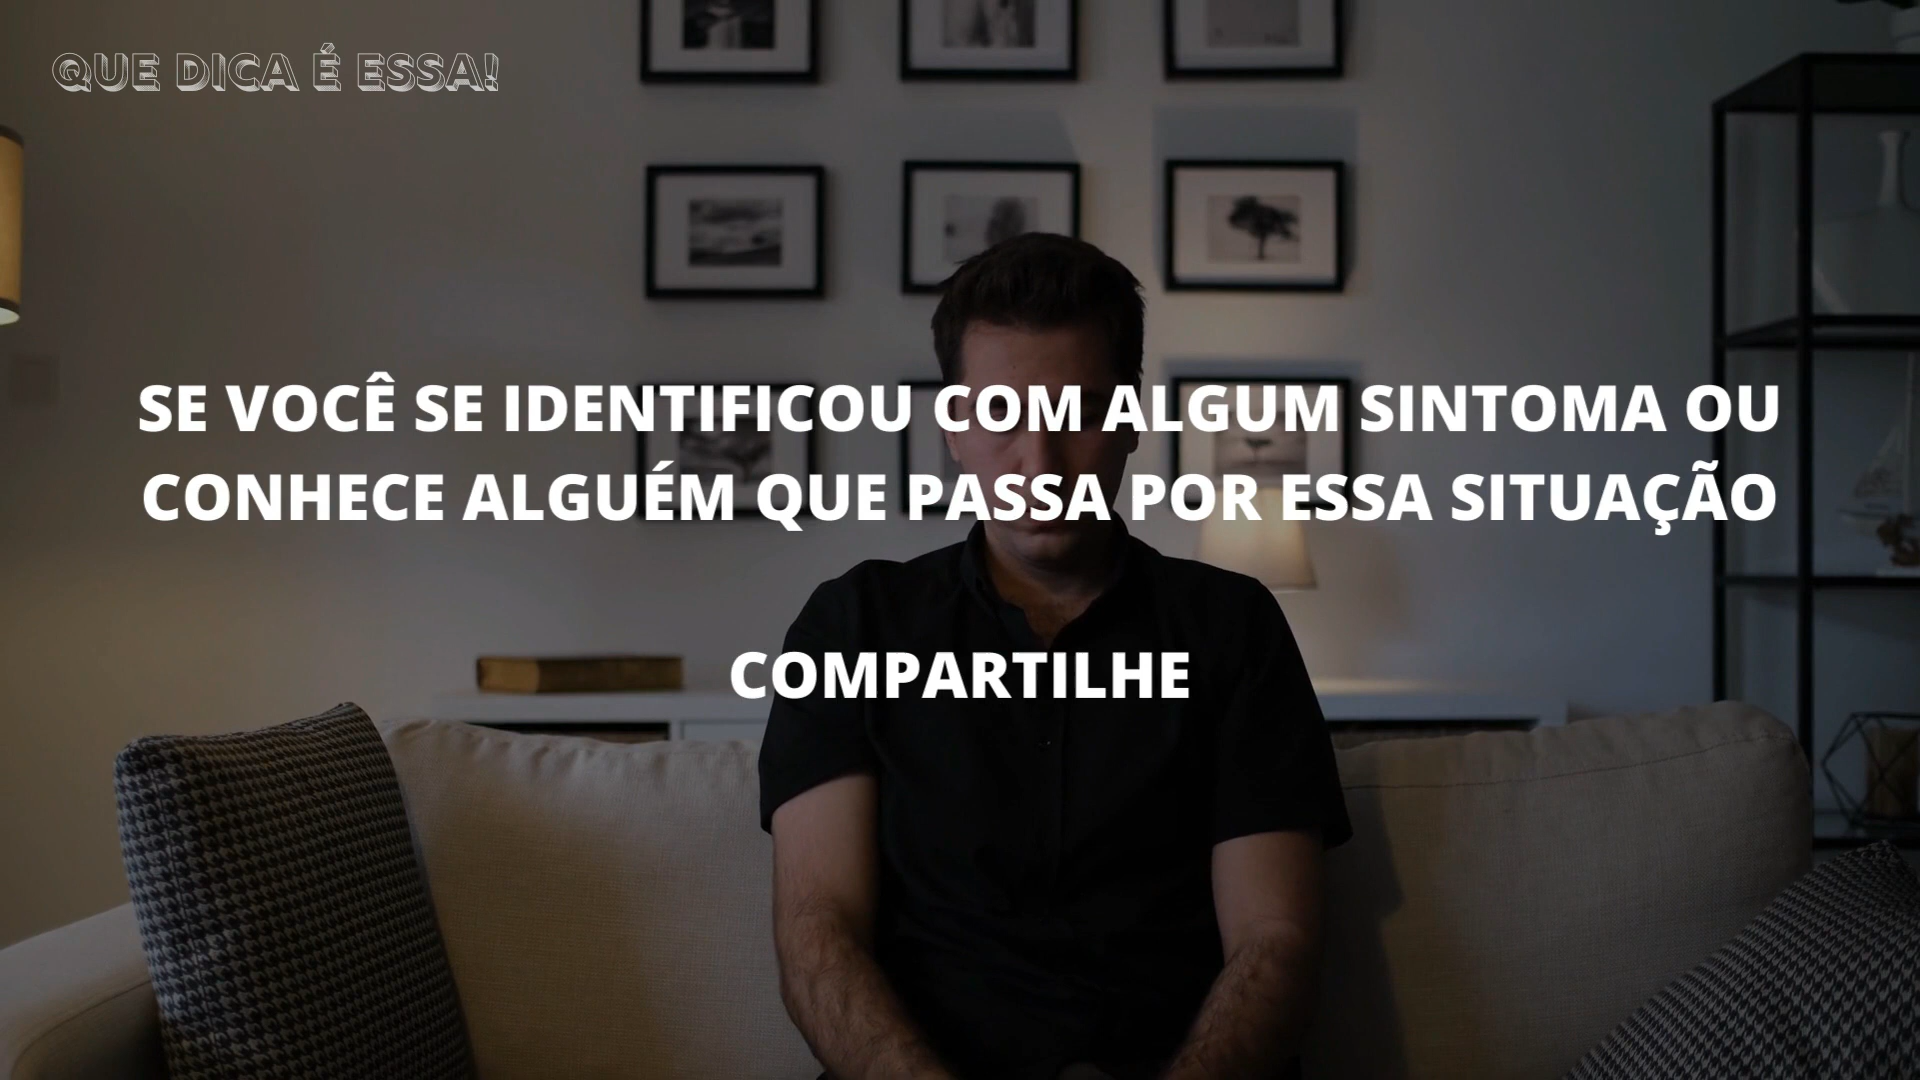 QUE DICA É ESSA!
SE VOCÊ SE IDENTIFICOU COM ALGUM SINTOMA OU
CONHECE ALGUÉM QUE PASSA POR ESSA SITUAÇÃO
COMPARTILHE